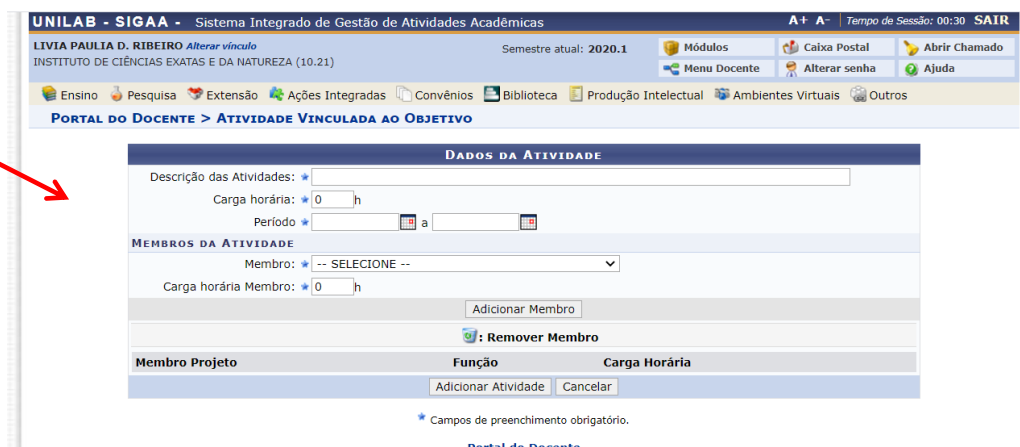 UNILAB - SIGAA - Sistema Integrado de Gestão de Atividades Acadêmicas A+ A- Tempo de Sessão: 00:30 SAIR
LIVIA PAULIA D. RIBEIRO Alterar vínculo Semestre atual: 2020.1 Módulos Caixa Postal Abrir Chamado
INSTITUTO DE CIÊNCIAS EXATAS E DA NATUREZA (10.21) Menu Docente Alterar senha Ajuda
Ensino Pesquisa Extensão Ações Integradas Convênios Biblioteca Produção Intelectual Ambientes Virtuais Outros
PORTAL DO DOCENTE > ATIVIDADE VINCULADA AO OBJETIVO
DADOS DA ATIVIDADE
Descrição das Atividades:
Carga horária: 0 h
Período a
MEMBROS DA ATIVIDADE
Membro: -- SELECIONE --
Carga horária Membro: 0 h
Adicionar Membro
: Remover Membro
Membro Projeto Função Carga Horária
Adicionar Atividade Cancelar
Campos de preenchimento obrigatório.
Portal do Docente